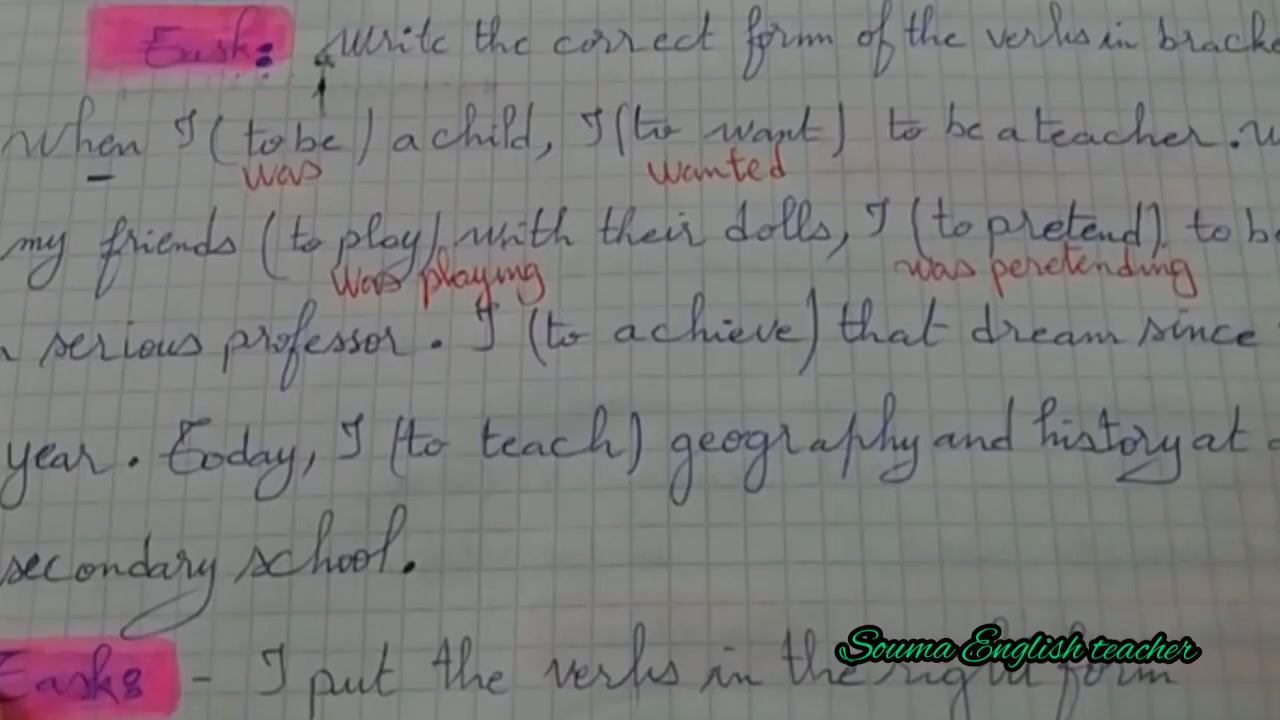 Task: write the correct form of the verbs in bracke
When I (to be) a child, I (to want) to be a teacher. w
was wanted
my friends (to play) with their dolls, I (to pretend) to be
was playing was peretending
a serious professor. I (to achieve) that dream since
year. Today, I (to teach) geography and history at a
secondary school.
Task: - I put the verbs in the right form
Souma English teacher